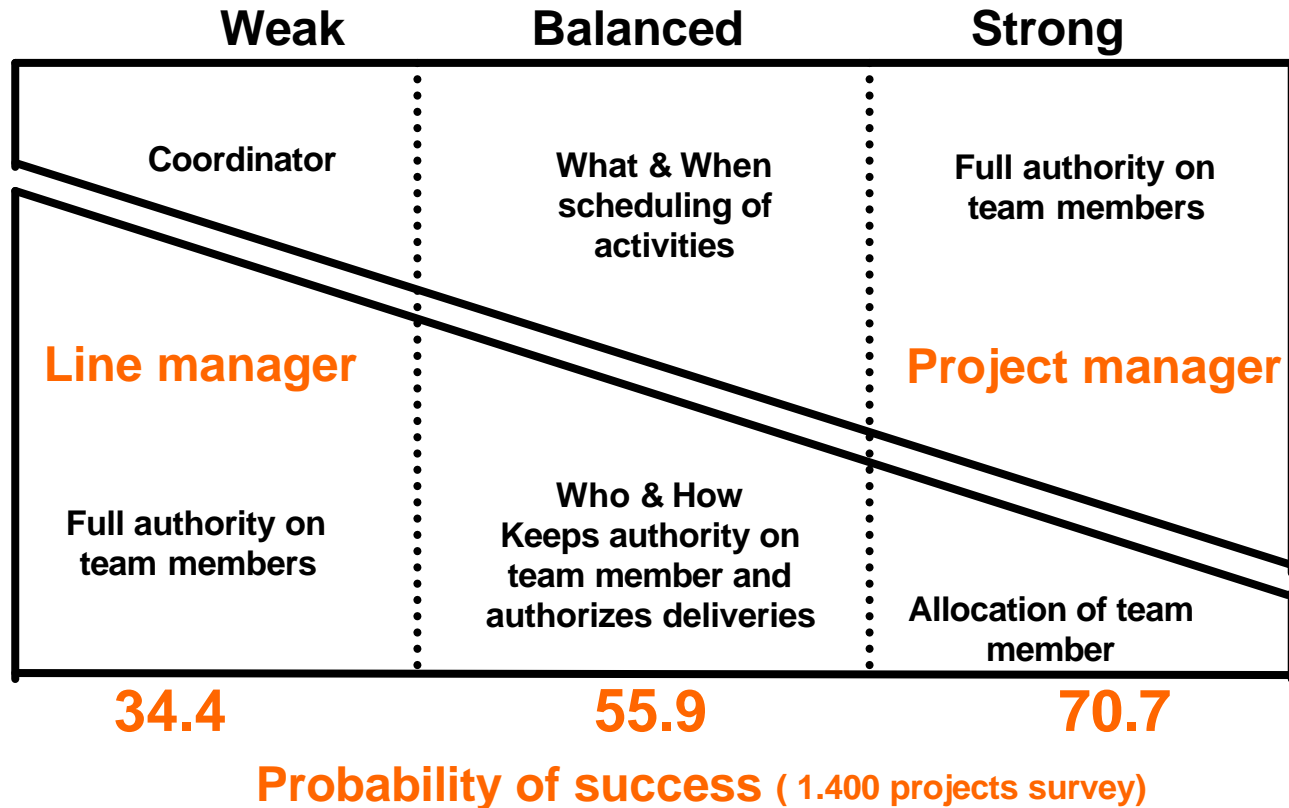 Weak Balanced Strong
Coordinator
What & When
scheduling of
activities
Full authority on
team members
Line manager
Project manager
Full authority on
team members
Who & How
Keeps authority on
team member and
authorizes deliveries
Allocation of team
member
34.4 55.9 70.7
Probability of success ( 1.400 projects survey)